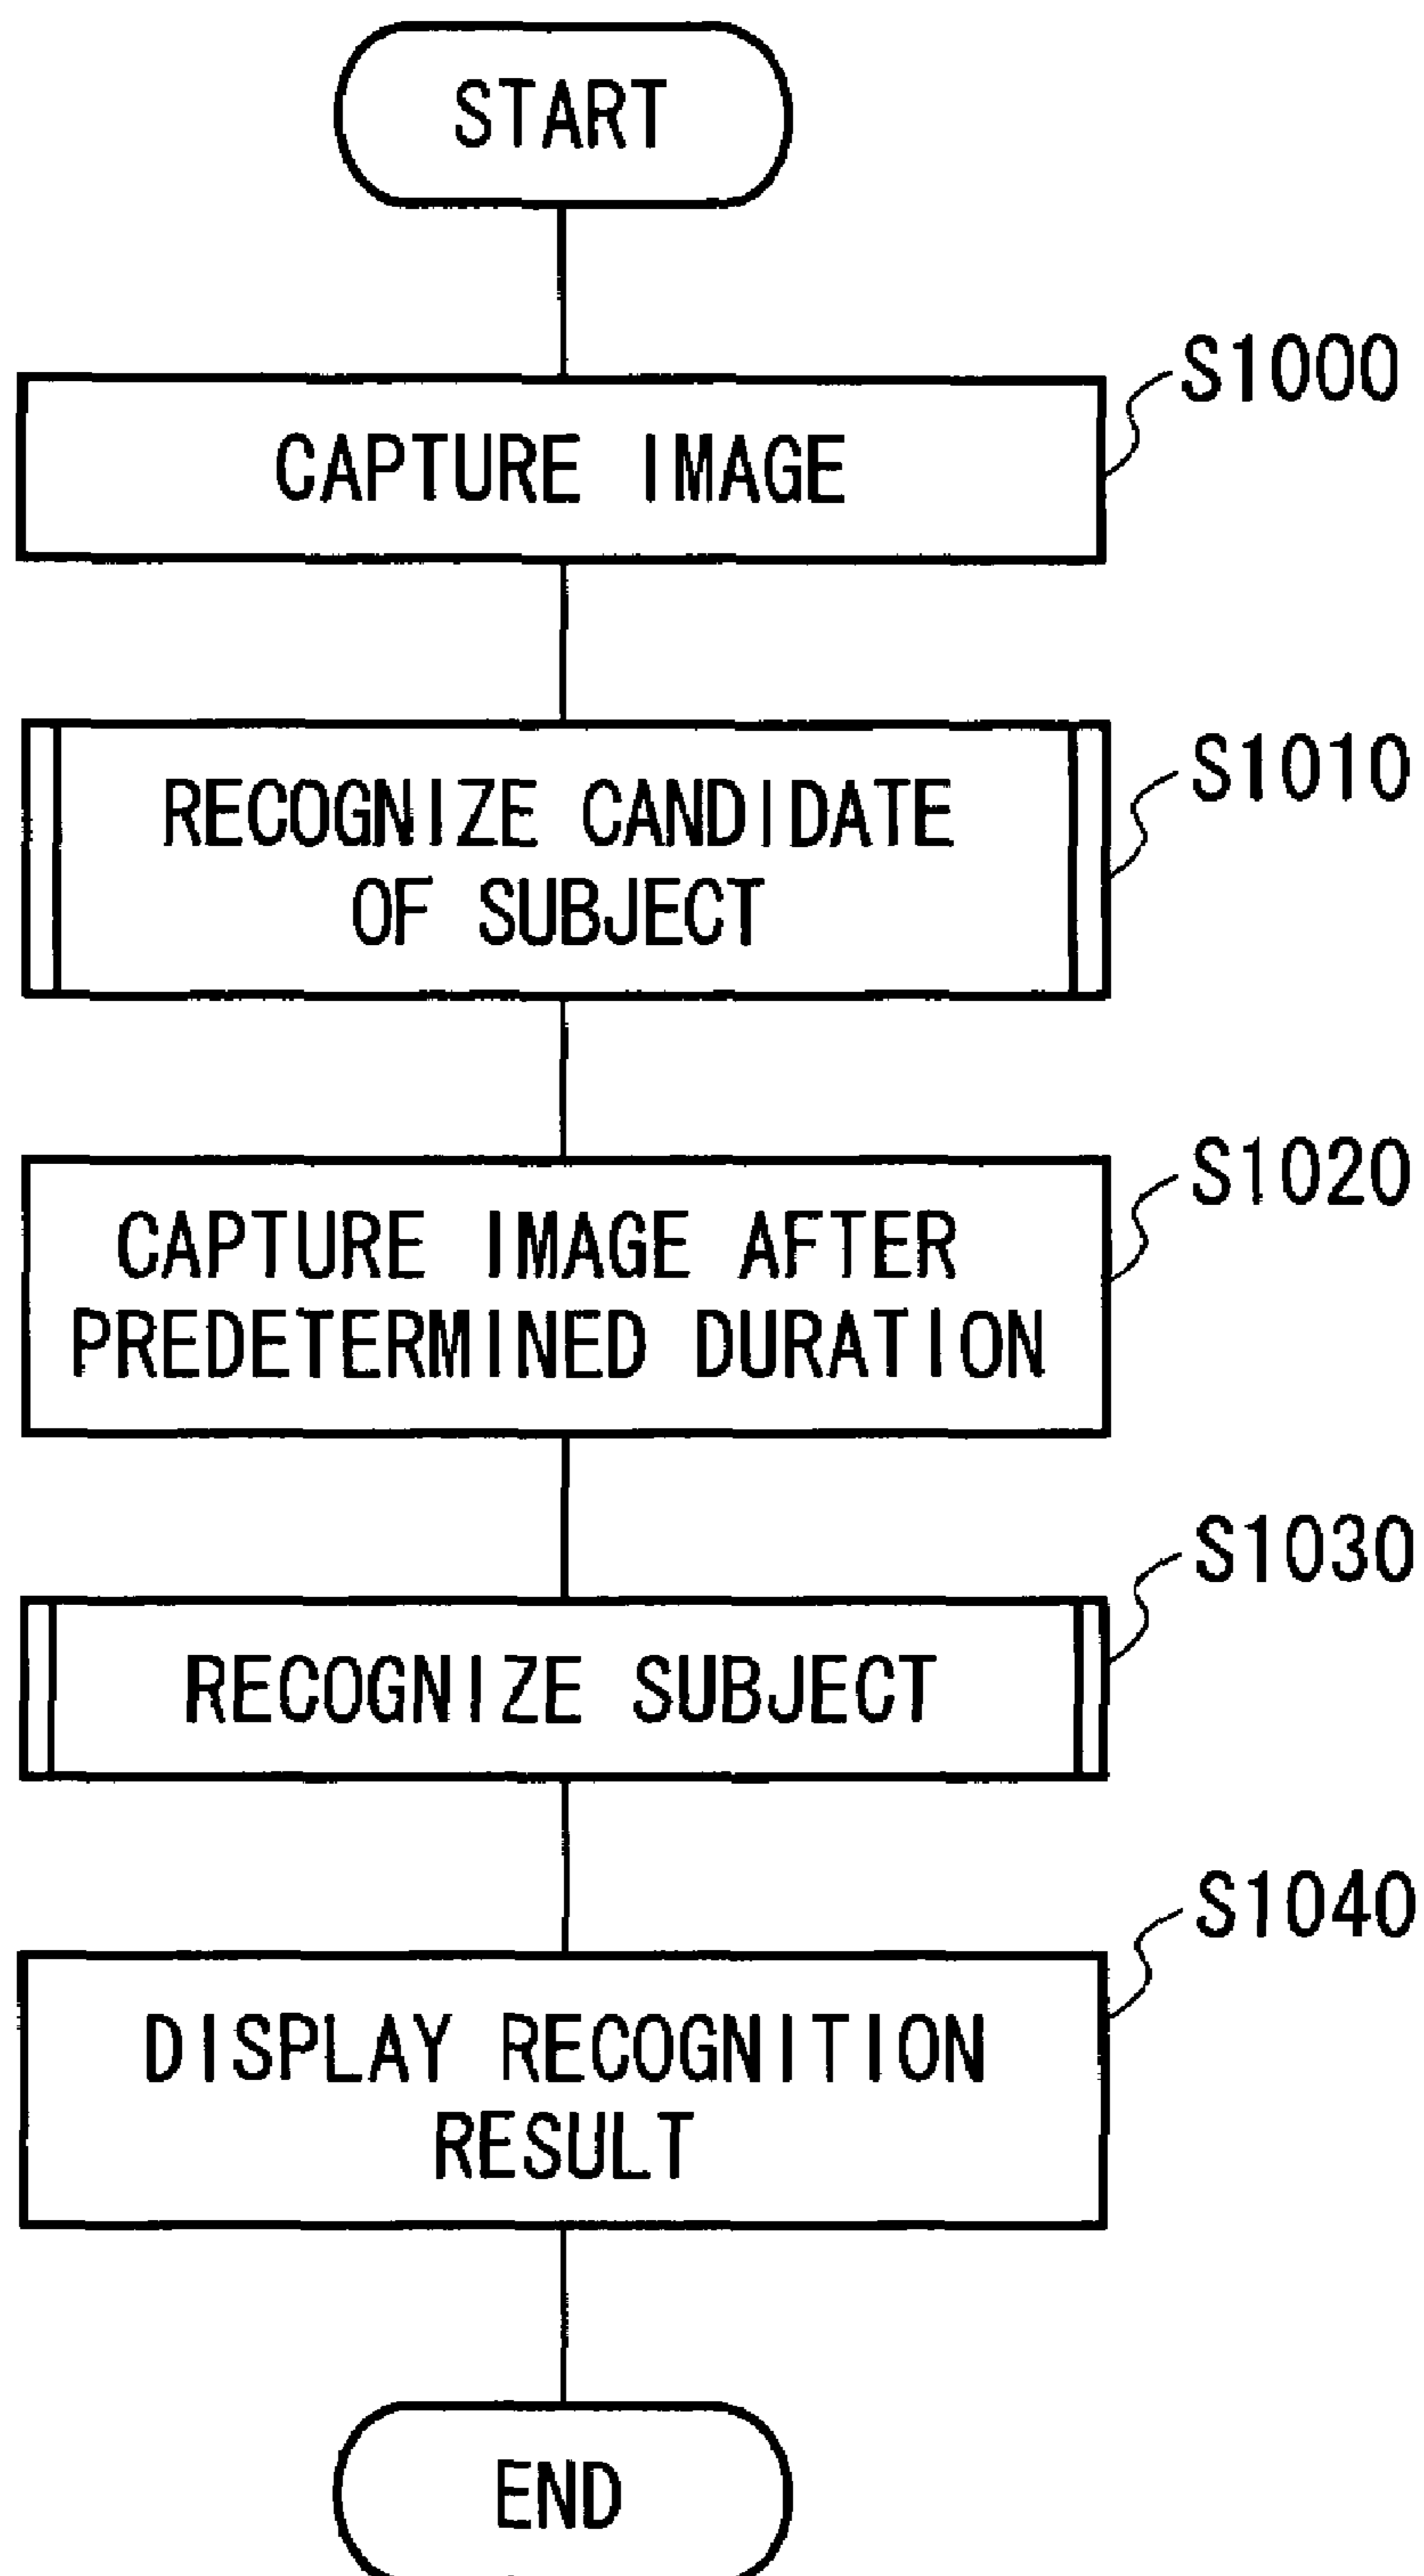 START
S1000
CAPTURE IMAGE
S1010
RECOGNIZE CANDIDATE
OF SUBJECT
S1020
CAPTURE IMAGE AFTER
PREDETERMINED DURATION
S1030
RECOGNIZE SUBJECT
S1040
DISPLAY RECOGNITION
RESULT
END